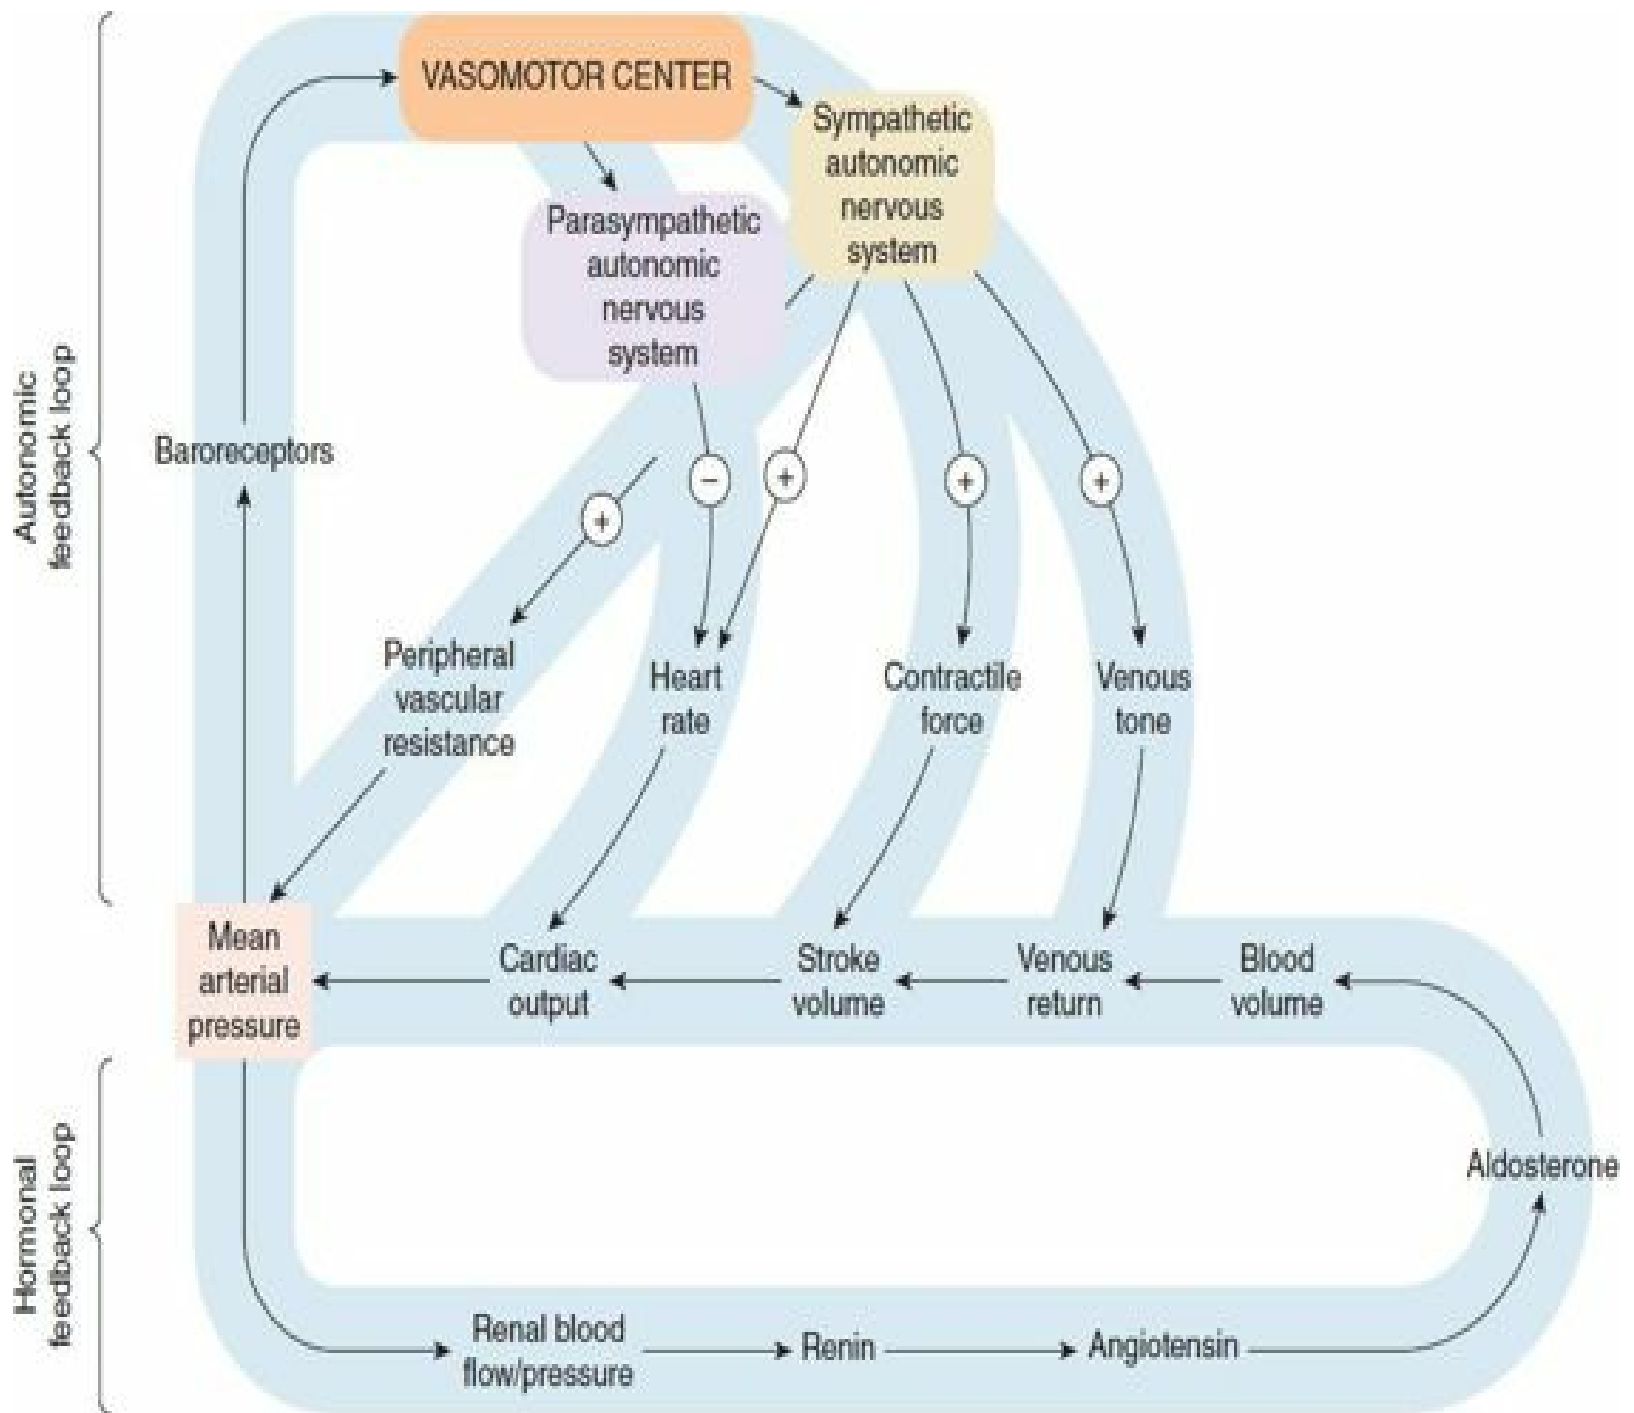 VASOMOTOR CENTER
Sympathetic
autonomic
nervous
system
Parasympathetic
autonomic
nervous
system
Autonomic
feedback loop
Baroreceptors
+
−
+
+
+
Peripheral
vascular
resistance
Heart
rate
Contractile
force
Venous
tone
Mean
arterial
pressure
Cardiac
output
Stroke
volume
Venous
return
Blood
volume
Hormonal
feedback loop
Aldosterone
Renal blood
flow/pressure
Renin
Angiotensin